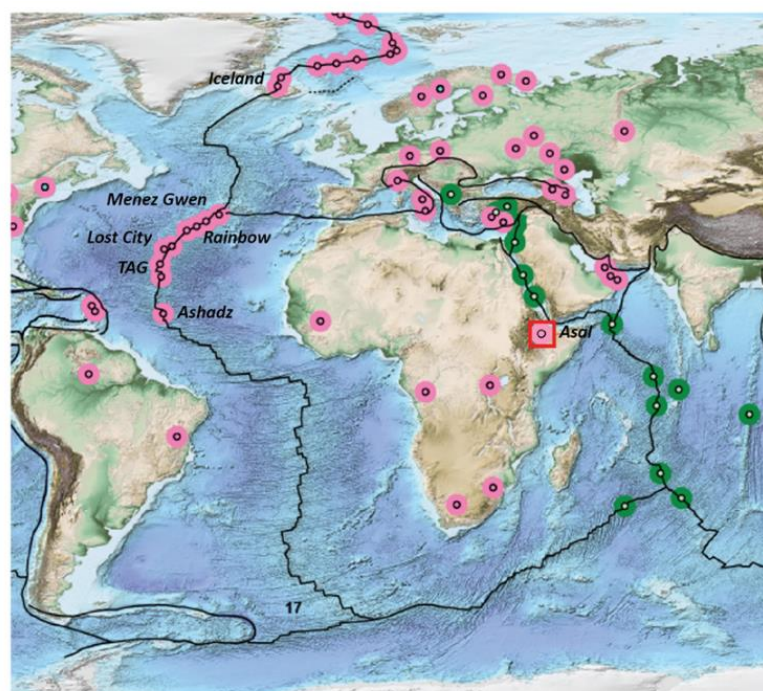 Iceland
Menez Gwen
Lost City
Rainbow
TAG
Ashadz
Asal
17